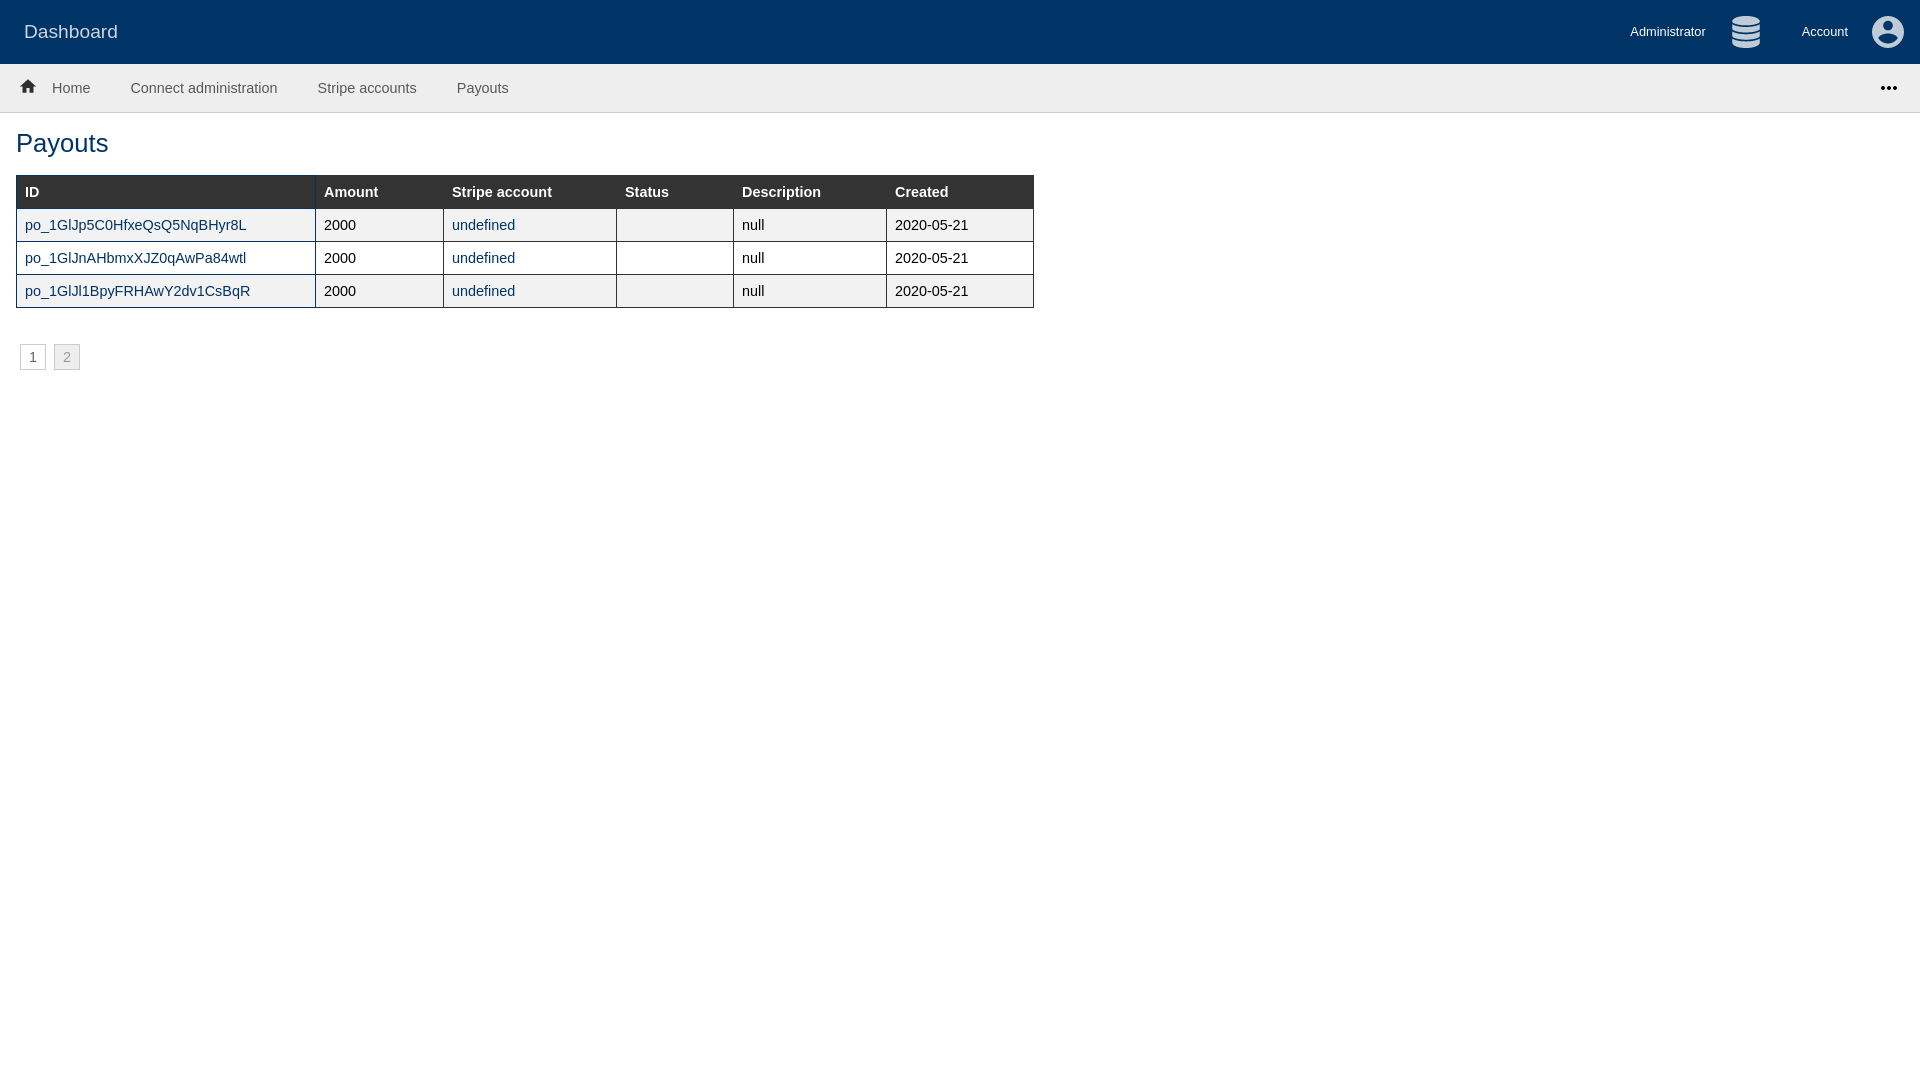 Dashboard
Administrator
Account
Home
Connect administration
Stripe accounts
Payouts
Payouts
ID Amount Stripe account Status Description Created
po_1GlJp5C0HfxeQsQ5NqBHyr8L 2000 undefined null 2020-05-21
po_1GlJnAHbmxXJZ0qAwPa84wtl 2000 undefined null 2020-05-21
po_1GlJl1BpyFRHAwY2dv1CsBqR 2000 undefined null 2020-05-21
1 2